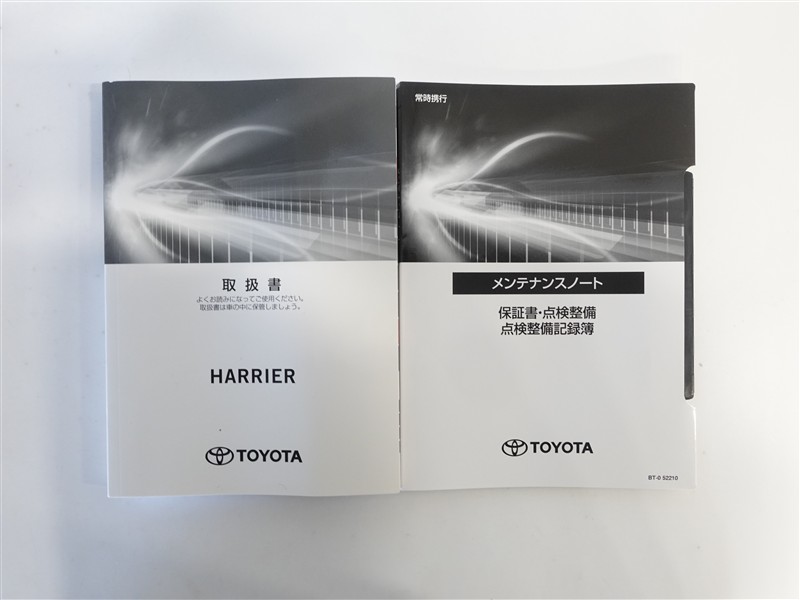 取扱書
よくお読みになってご使用ください。
取扱書は車の中に保管しましょう。
HARRIER
TOYOTA
常時携行
メンテナンスノート
保証書・点検整備
点検整備記録簿
TOYOTA
BT-0 52210